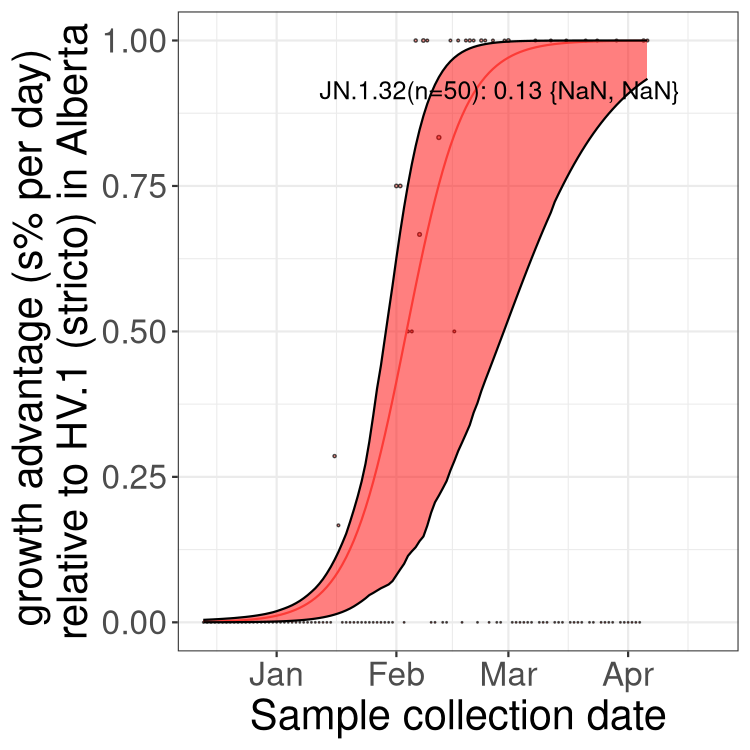 growth advantage (s% per day)
relative to HV.1 (stricto) in Alberta
1.00
0.75
0.50
0.25
0.00
JN.1.32(n=50): 0.13 {NaN, NaN}
Jan Feb Mar Apr
Sample collection date